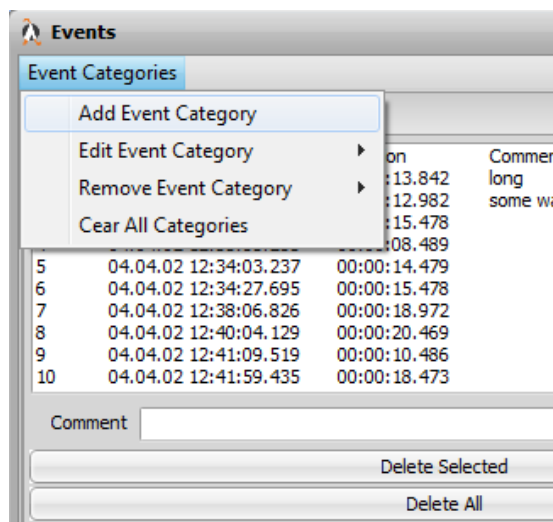 Events
Event Categories
Add Event Category
Edit Event Category
Remove Event Category
Cear All Categories
on Commen
:13.842 long
:12.982 some wa
:15.478
:08.489
5 04.04.02 12:34:03.237 00:00:14.479
6 04.04.02 12:34:27.695 00:00:15.478
7 04.04.02 12:38:06.826 00:00:18.972
8 04.04.02 12:40:04.129 00:00:20.469
9 04.04.02 12:41:09.519 00:00:10.486
10 04.04.02 12:41:59.435 00:00:18.473
Comment
Delete Selected
Delete All